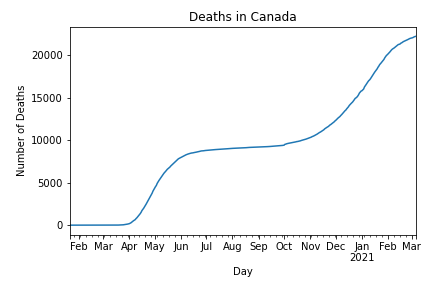 Deaths in Canada
Number of Deaths
20000
15000
10000
5000
0
Feb Mar Apr May Jun Jul Aug Sep Oct Nov Dec Jan Feb Mar
2021
Day